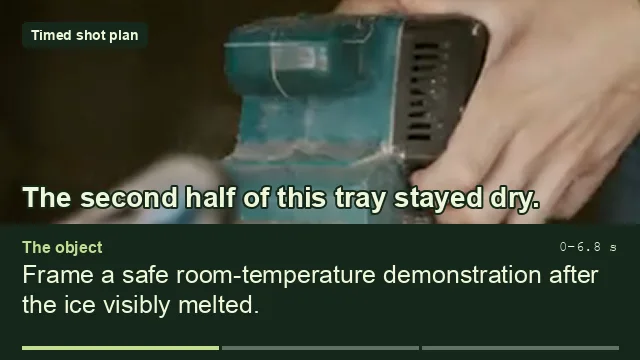 Timed shot plan
The second half of this tray stayed dry.
The object
0–6.8 s
Frame a safe room-temperature demonstration after
the ice visibly melted.